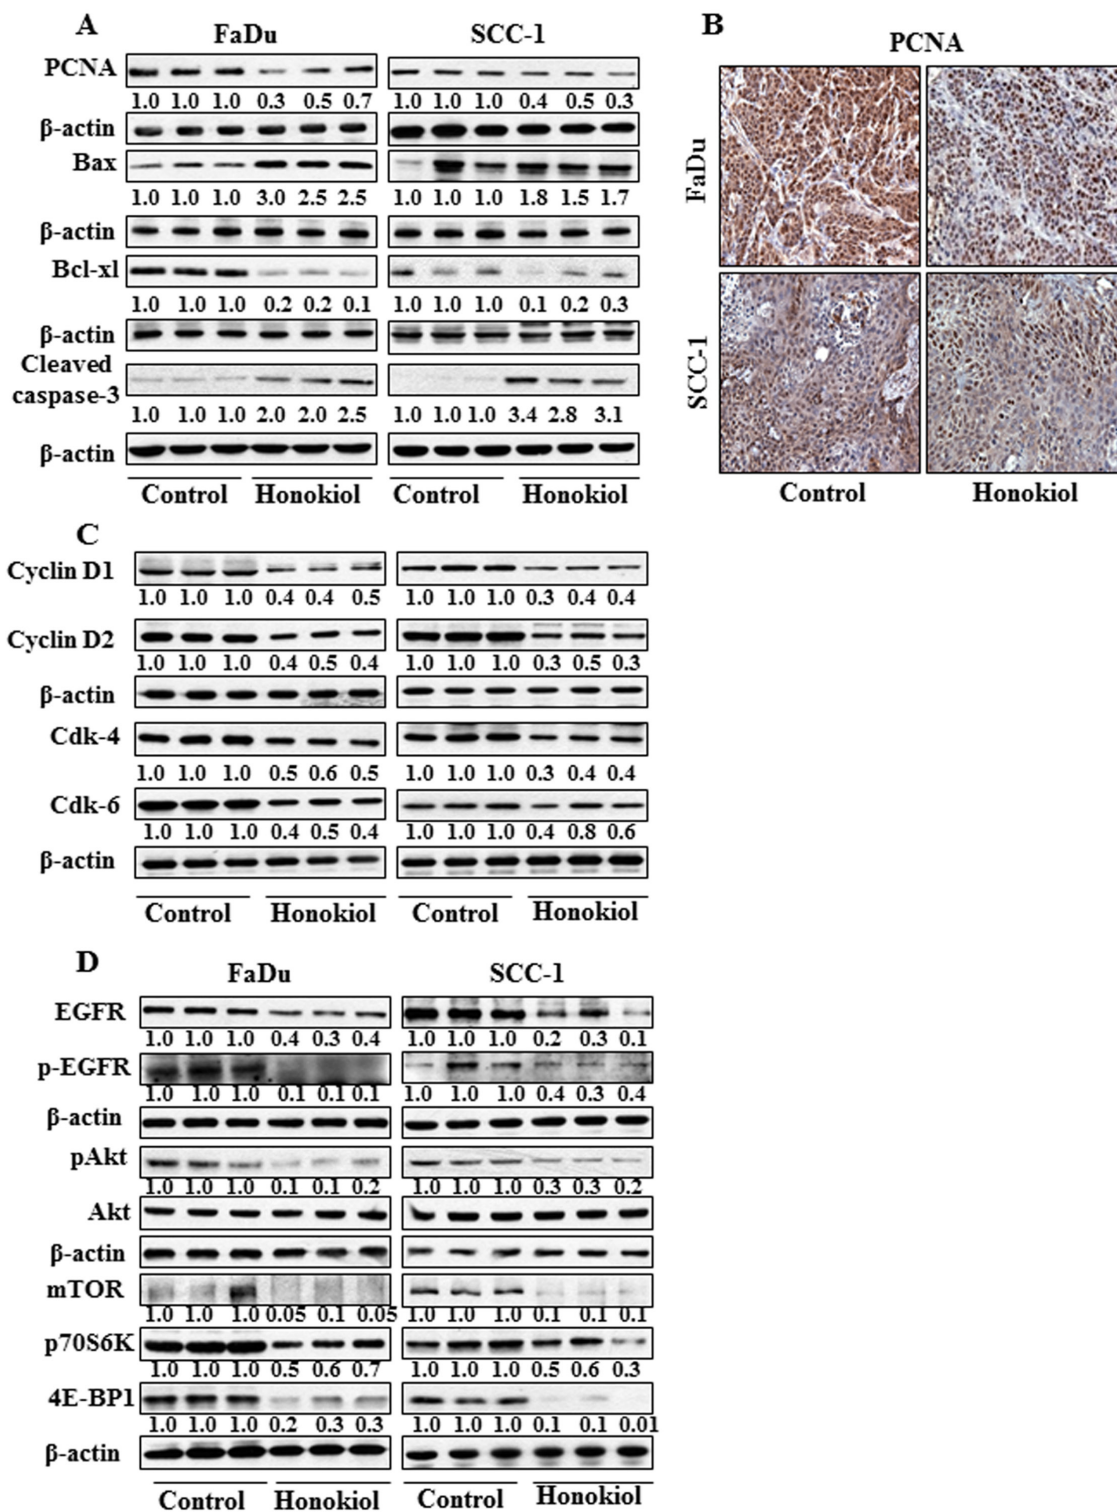 A
FaDu SCC-1
PCNA
1.0 1.0 1.0 0.3 0.5 0.7 1.0 1.0 1.0 0.4 0.5 0.3
β-actin
Bax
1.0 1.0 1.0 3.0 2.5 2.5 1.0 1.0 1.0 1.8 1.5 1.7
β-actin
Bcl-xl
1.0 1.0 1.0 0.2 0.2 0.1 1.0 1.0 1.0 0.1 0.2 0.3
β-actin
Cleaved
caspase-3
1.0 1.0 1.0 2.0 2.0 2.5 1.0 1.0 1.0 3.4 2.8 3.1
β-actin
Control Honokiol Control Honokiol
B
PCNA
FaDu
SCC-1
Control Honokiol
C
Cyclin D1
1.0 1.0 1.0 0.4 0.4 0.5 1.0 1.0 1.0 0.3 0.4 0.4
Cyclin D2
1.0 1.0 1.0 0.4 0.5 0.4 1.0 1.0 1.0 0.3 0.5 0.3
β-actin
Cdk-4
1.0 1.0 1.0 0.5 0.6 0.5 1.0 1.0 1.0 0.3 0.4 0.4
Cdk-6
1.0 1.0 1.0 0.4 0.5 0.4 1.0 1.0 1.0 0.4 0.8 0.6
β-actin
Control Honokiol Control Honokiol
D
FaDu SCC-1
EGFR
1.0 1.0 1.0 0.4 0.3 0.4 1.0 1.0 1.0 0.2 0.3 0.1
p-EGFR
1.0 1.0 1.0 0.1 0.1 0.1 1.0 1.0 1.0 0.4 0.3 0.4
β-actin
pAkt
1.0 1.0 1.0 0.1 0.1 0.2 1.0 1.0 1.0 0.3 0.3 0.2
Akt
β-actin
mTOR
1.0 1.0 1.0 0.05 0.1 0.05 1.0 1.0 1.0 0.1 0.1 0.1
p70S6K
1.0 1.0 1.0 0.5 0.6 0.7 1.0 1.0 1.0 0.5 0.6 0.3
4E-BP1
1.0 1.0 1.0 0.2 0.3 0.3 1.0 1.0 1.0 0.1 0.1 0.01
β-actin
Control Honokiol Control Honokiol